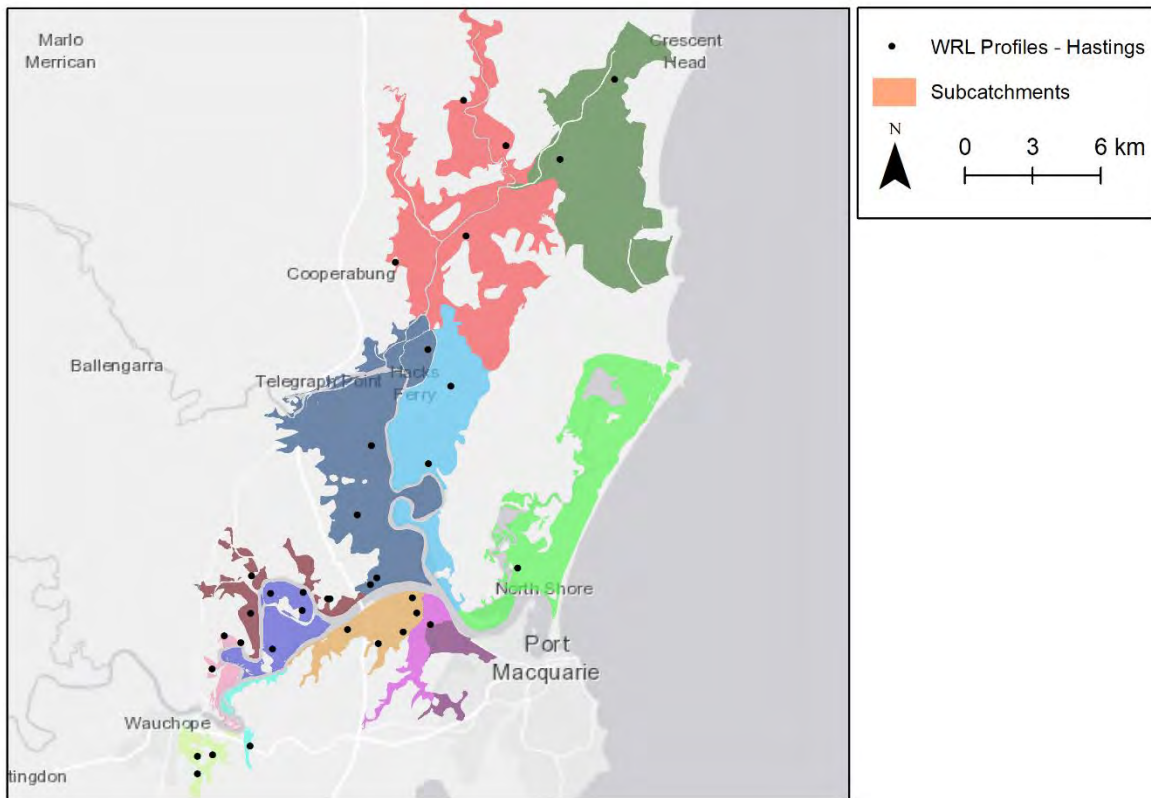 Marlo
Merrican
Crescent
Head
Cooperabung
Ballengarra
Telegraph Point
Hacks
Ferry
North Shore
Port
Macquarie
Wauchope
tingdon
WRL Profiles - Hastings
Subcatchments
N
0 3 6 km